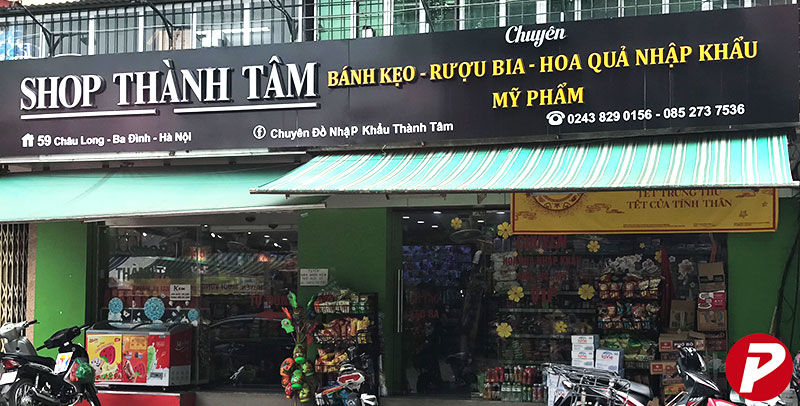 Chuyên
SHOP THÀNH TÂM
BÁNH KẸO - RƯỢU BIA - HOA QUẢ NHẬP KHẨU
MỸ PHẨM
59 Châu Long - Ba Đình - Hà Nội
Chuyên Đồ NhậP Khẩu Thành Tâm
0243 829 0156 - 085 273 7536
TẾT TRUNG THU
TẾT CỦA TÌNH THÂN
P